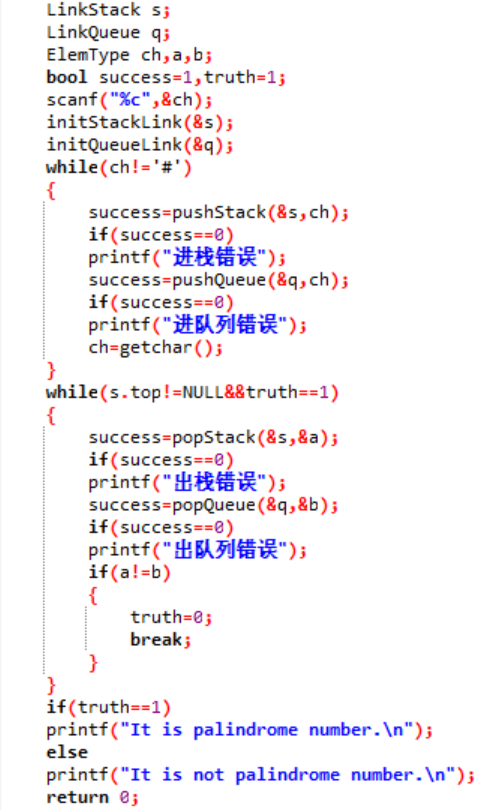 LinkStack s;
LinkQueue q;
ElemType ch,a,b;
bool success=1,truth=1;
scanf("%c",&ch);
initStackLink(&s);
initQueueLink(&q);
while(ch!='#')
{
success=pushStack(&s,ch);
if(success==0)
printf("进栈错误");
success=pushQueue(&q,ch);
if(success==0)
printf("进队列错误");
ch=getchar();
}
while(s.top!=NULL&&truth==1)
{
success=popStack(&s,&a);
if(success==0)
printf("出栈错误");
success=popQueue(&q,&b);
if(success==0)
printf("出队列错误");
if(a!=b)
{
truth=0;
break;
}
}
if(truth==1)
printf("It is palindrome number.\n");
else
printf("It is not palindrome number.\n");
return 0;